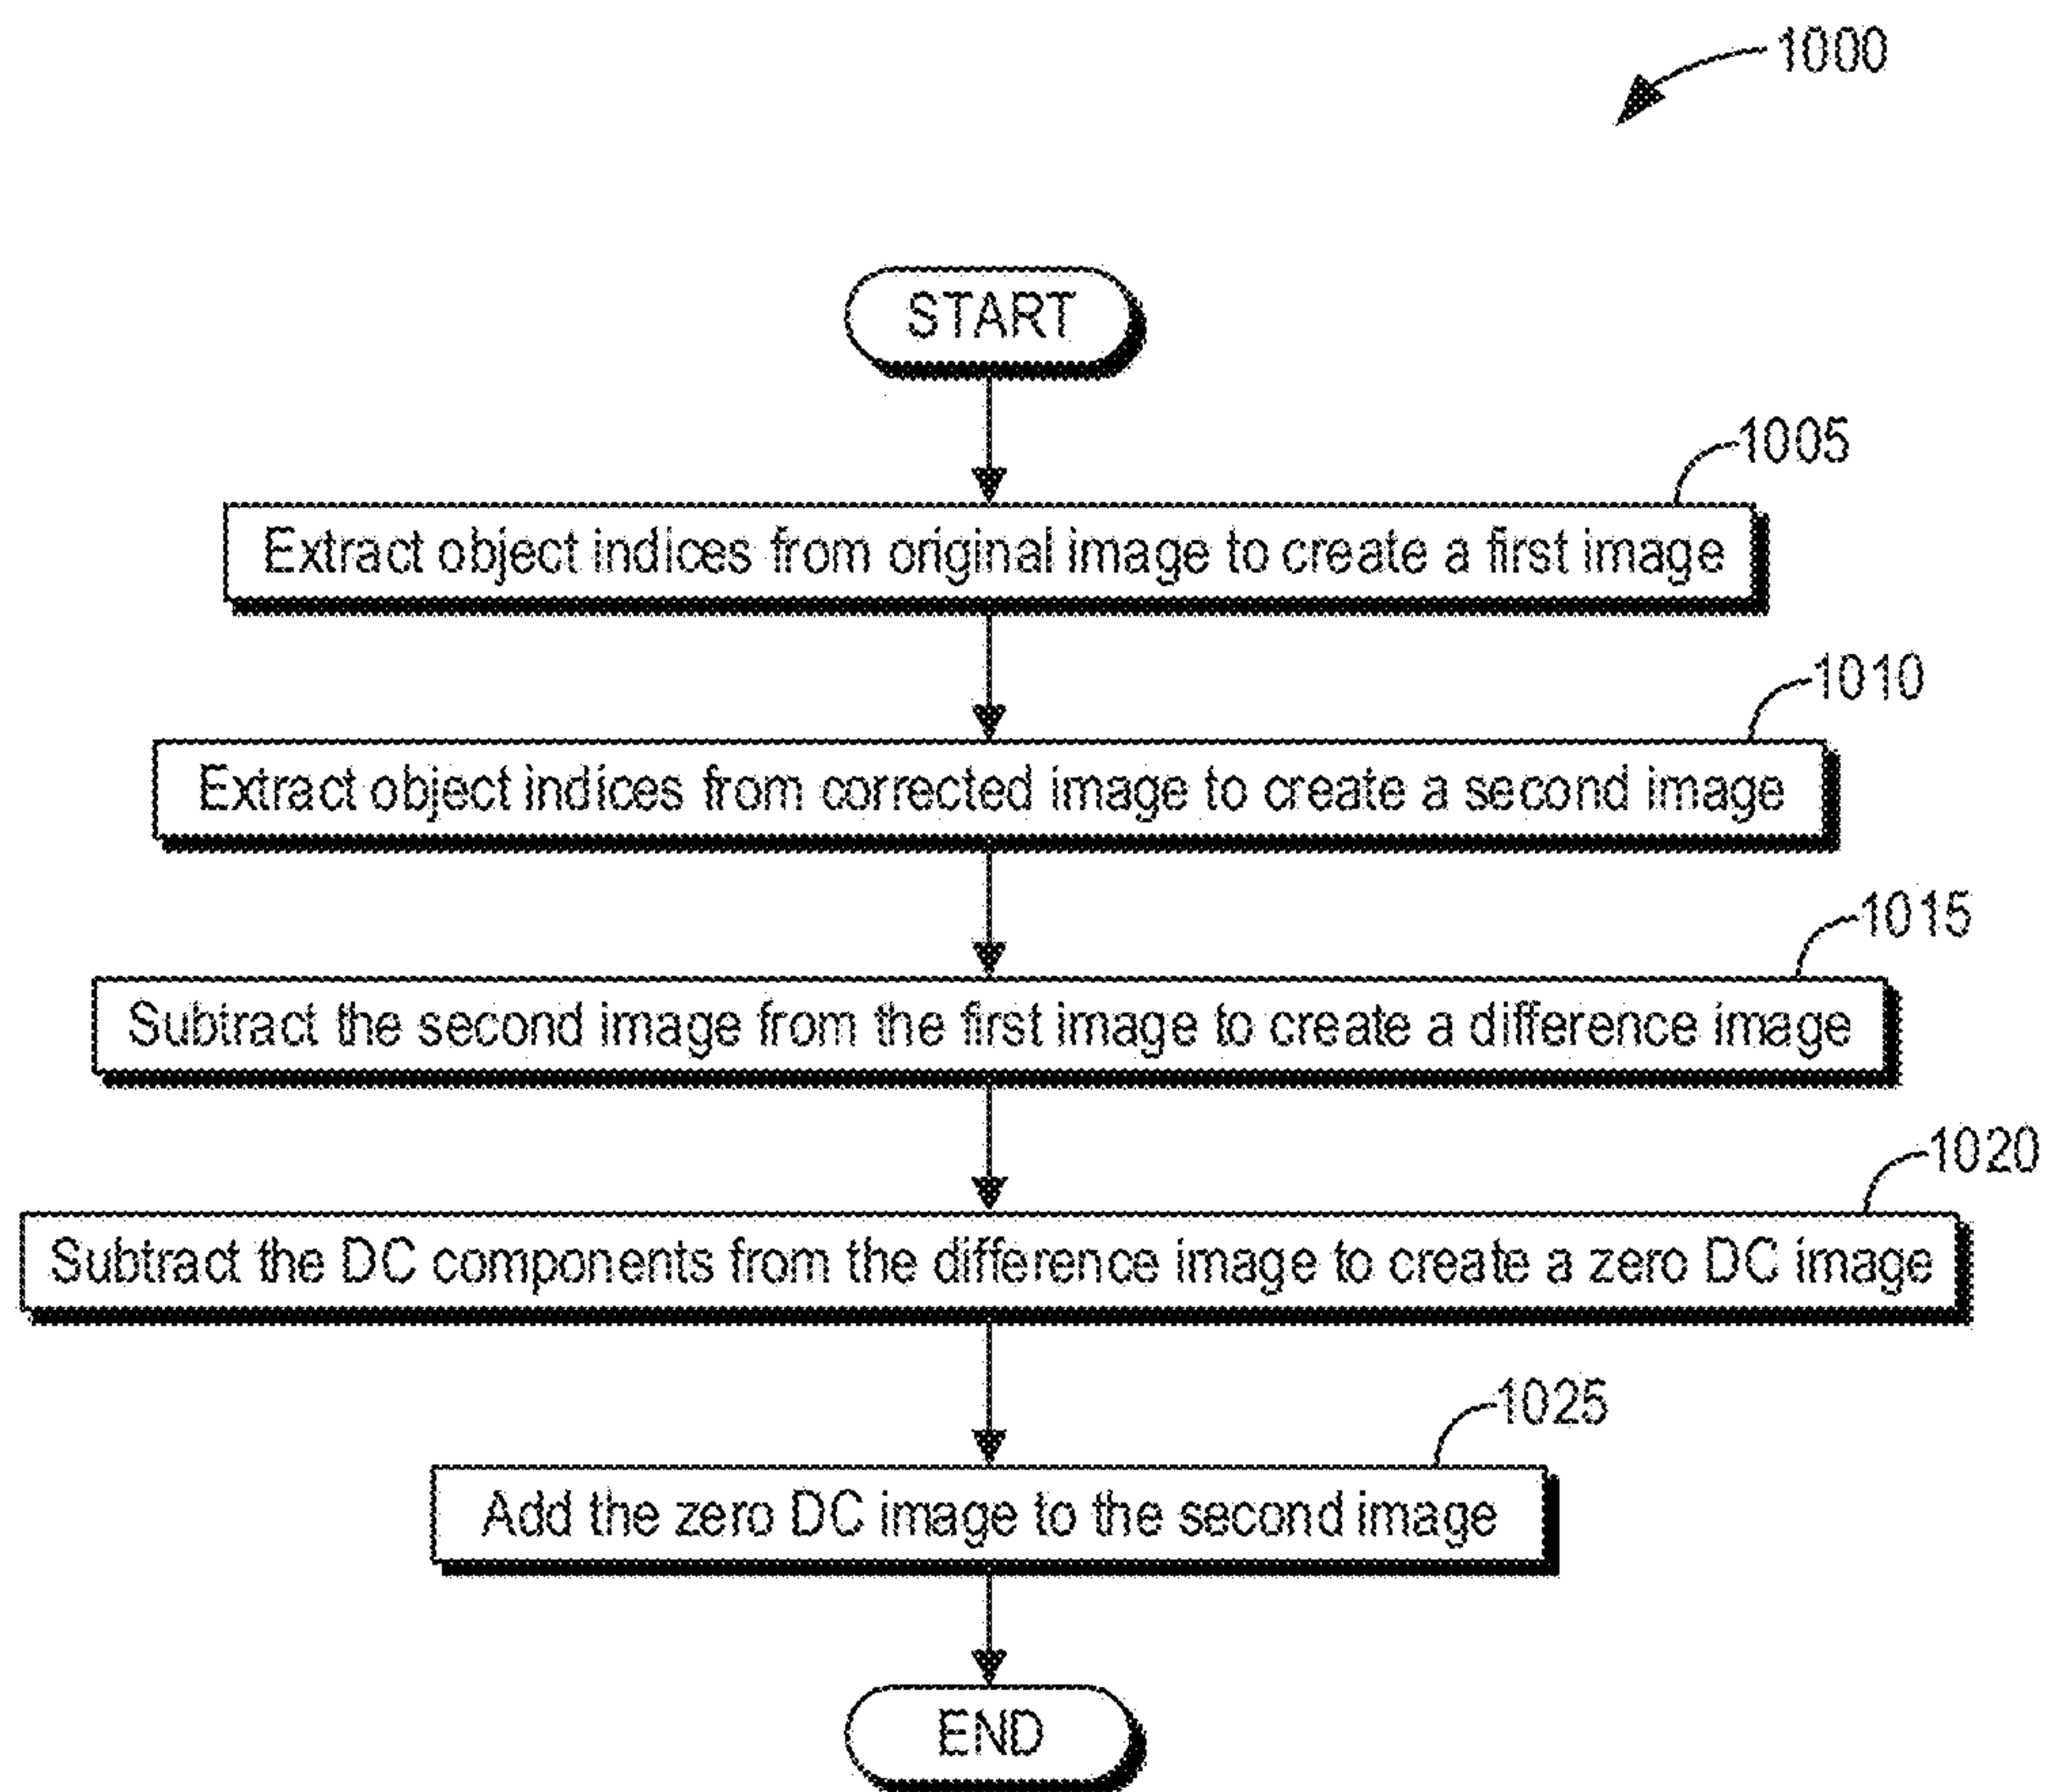 1000
START
1005
Extract object indices from original image to create a first image
1010
Extract object indices from corrected image to create a second image
1015
Subtract the second image from the first image to create a difference image
1020
Subtract the DC components from the difference image to create a zero DC image
1025
Add the zero DC image to the second image
END